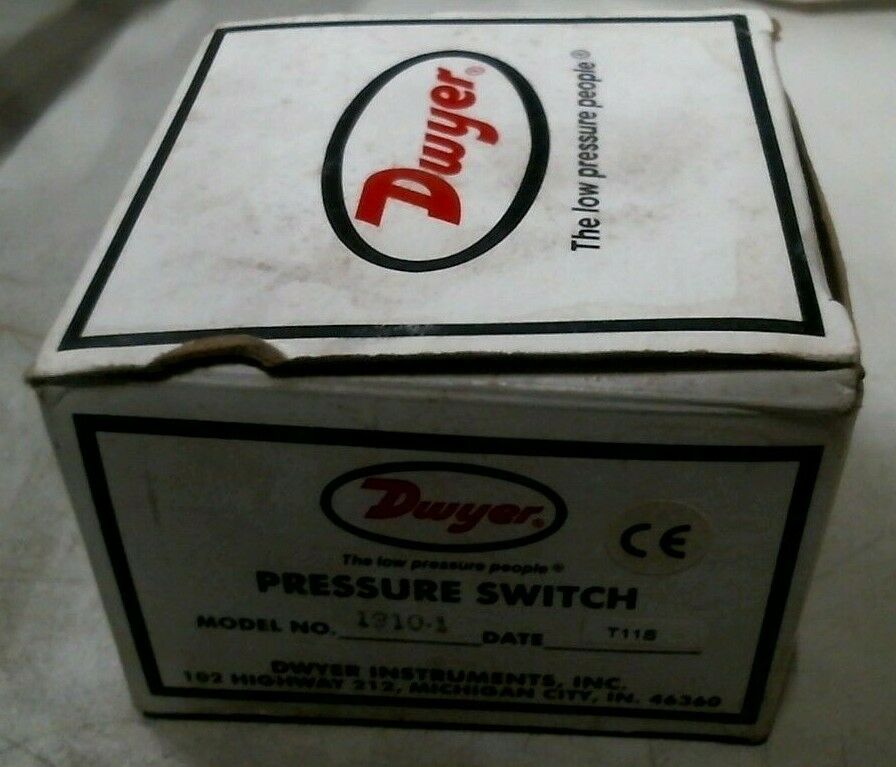 Dwyer®
The low pressure people®
Dwyer®
CE
The low pressure people®
PRESSURE SWITCH
MODEL NO. 1910-1 DATE
DWYER INSTRUMENTS, INC.
102 HIGHWAY 212, MICHIGAN CITY, IN. 46360